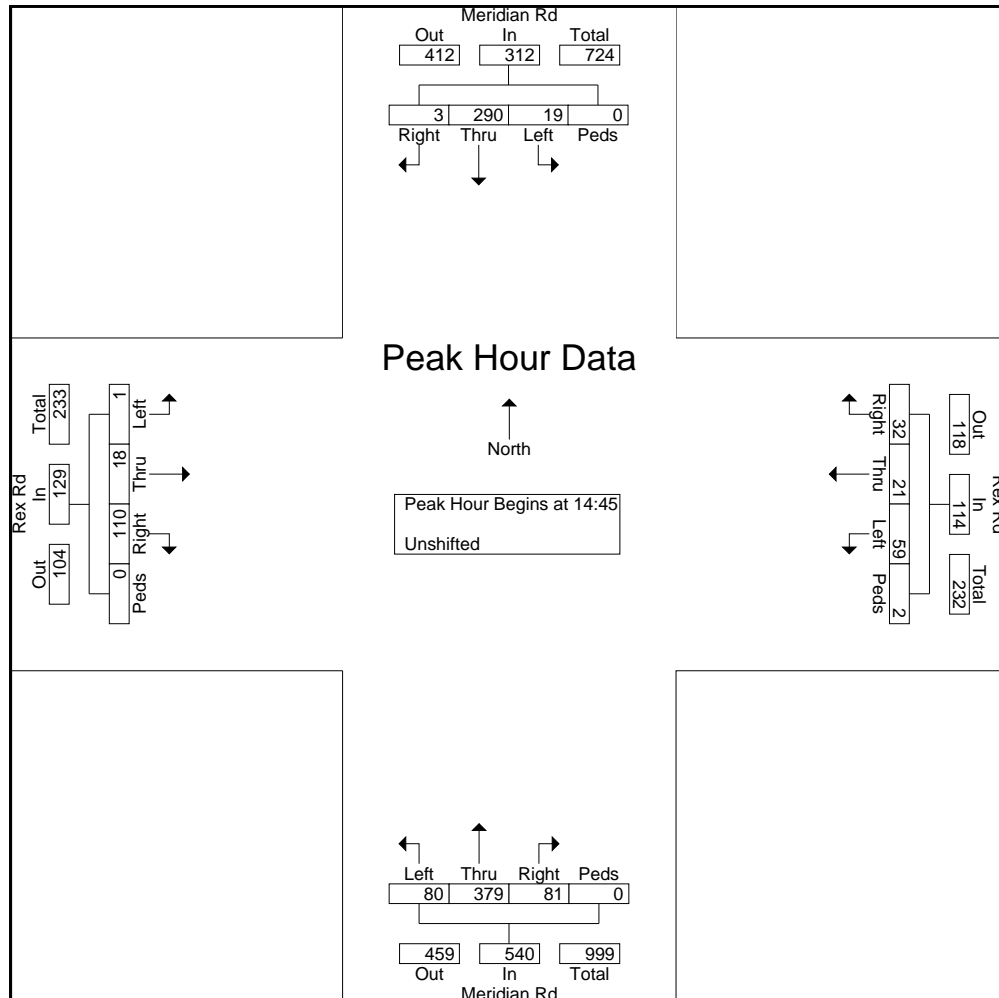 Meridian Rd
Out In Total
412 312 724
3 290 19 0
Right Thru Left Peds
Peak Hour Data
North
Peak Hour Begins at 14:45
Unshifted
Rex Rd
Out In Total
104 129 233
1 18 110 0
Left Thru Right Peds
Right Thru Left Peds
32 21 59 2
118 114 232
Out In Total
Rex Rd
Left Thru Right Peds
80 379 81 0
459 540 999
Out In Total
Meridian Rd